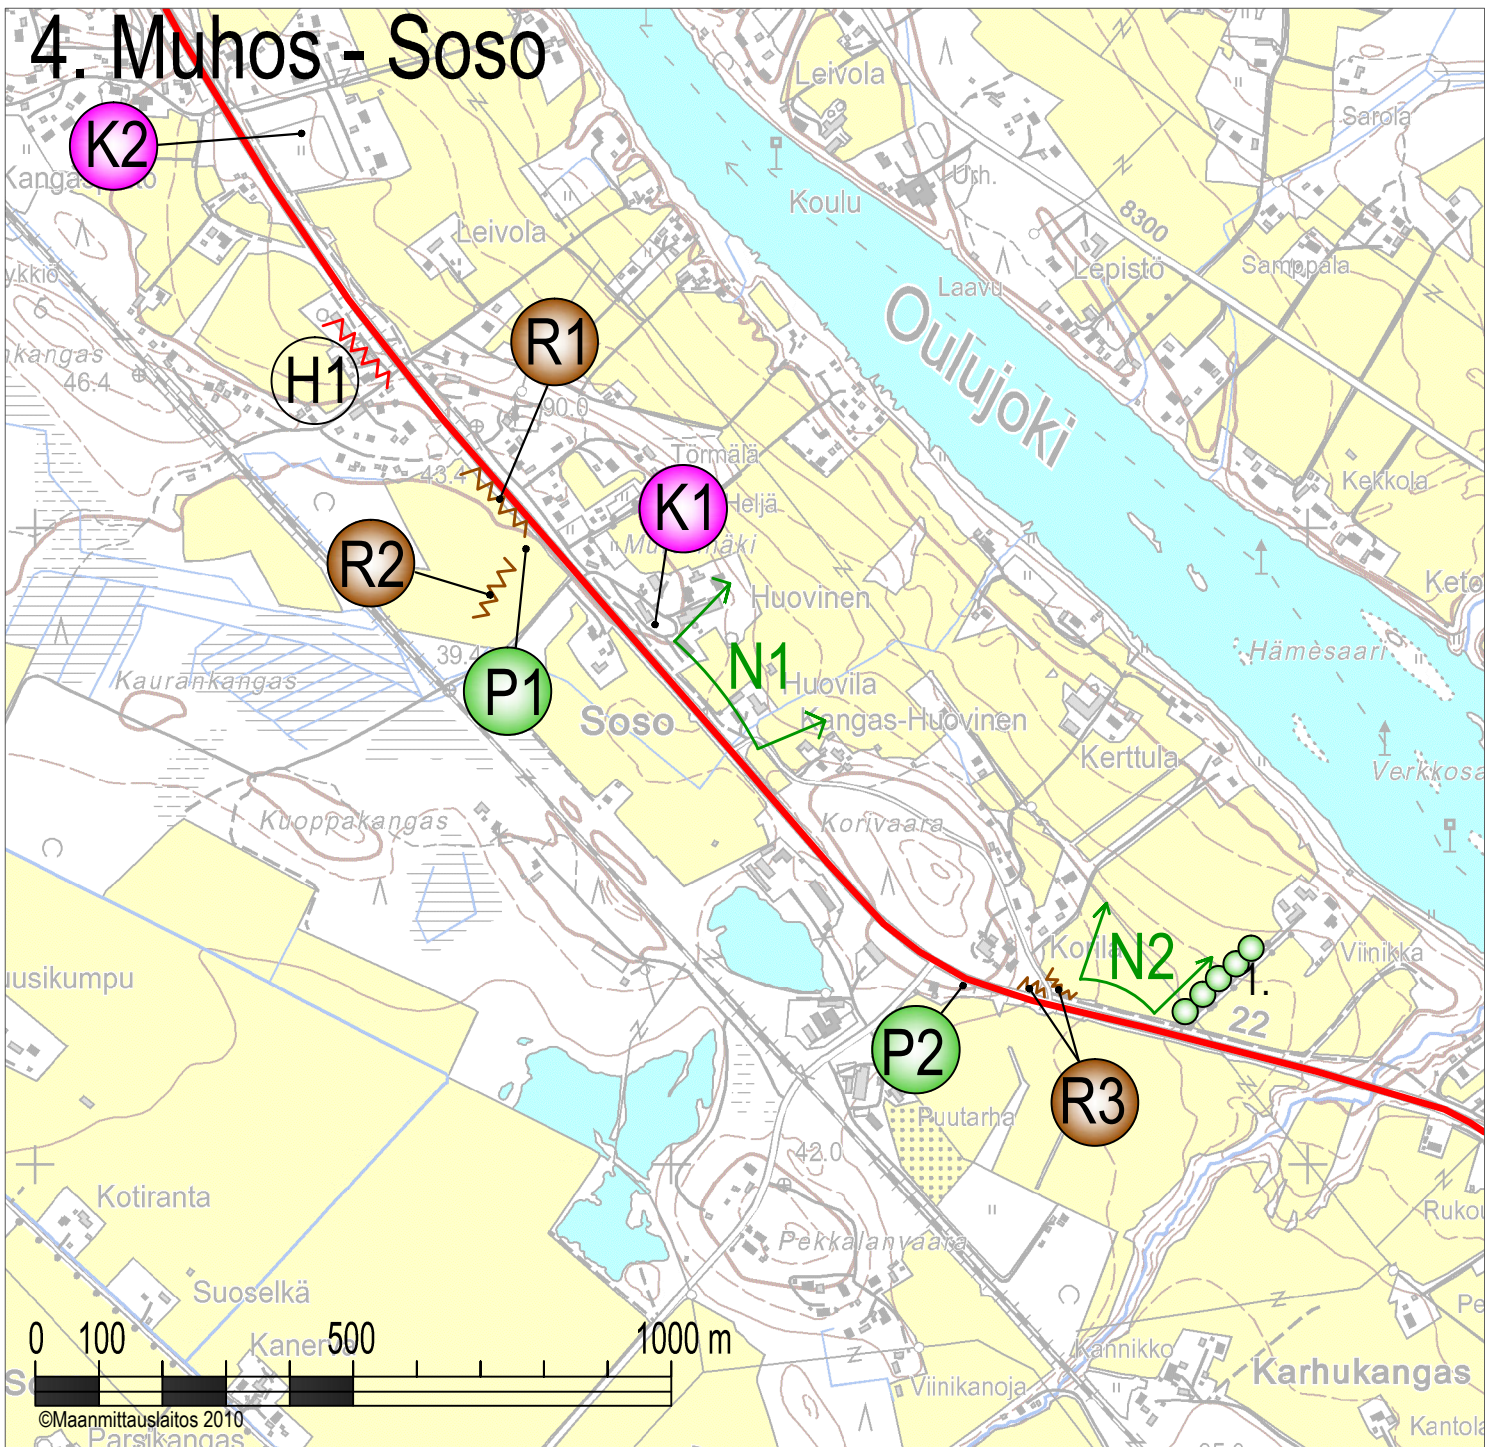 4. Muhos - Soso
Leivola
Sarola
K2
Urh.
Koulu
8300
Leivola
Lepistö
Samppala
Laavu
Oulujoki
R1
46.4
H1
90.0
Törmälä
43.4
Kekkola
K1
Heljä
R2
Huovinen
Hämesaari
39.4
N1
Kaurankangas
P1
Huovila
Soso
Kangas-Huovinen
Kerttula
Kuoppakangas
Korivaara
Korila
N2
Viinikka
1.
22
P2
R3
Puutarha
42.0
Kotiranta
Pekkalanvaara
Suoselkä
0 100 500 1000 m
Kannikko
Karhukangas
Viinikanoja
©Maanmittauslaitos 2010
Parsikangas